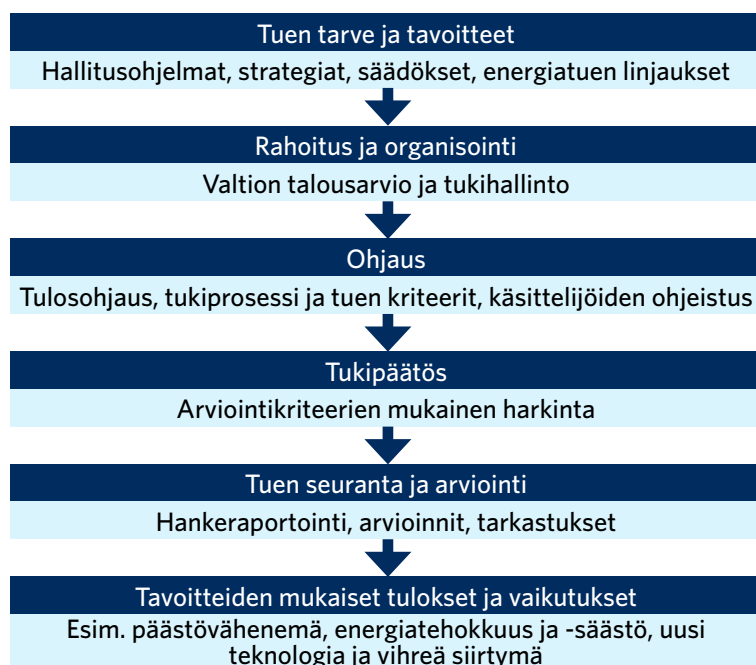 Tuen tarve ja tavoitteet
Hallitusohjelmat, strategiat, säädökset, energiatuen linjaukset
Rahoitus ja organisointi
Valtion talousarvio ja tukihallinto
Ohjaus
Tulosohjaus, tukiprosessi ja tuen kriteerit, käsittelijöiden ohjeistus
Tukipäätös
Arviointikriteerien mukainen harkinta
Tuen seuranta ja arviointi
Hankeraportointi, arvioinnit, tarkastukset
Tavoitteiden mukaiset tulokset ja vaikutukset
Esim. päästövähenemä, energiatehokkuus ja -säästö, uusi
teknologia ja vihreä siirtymä